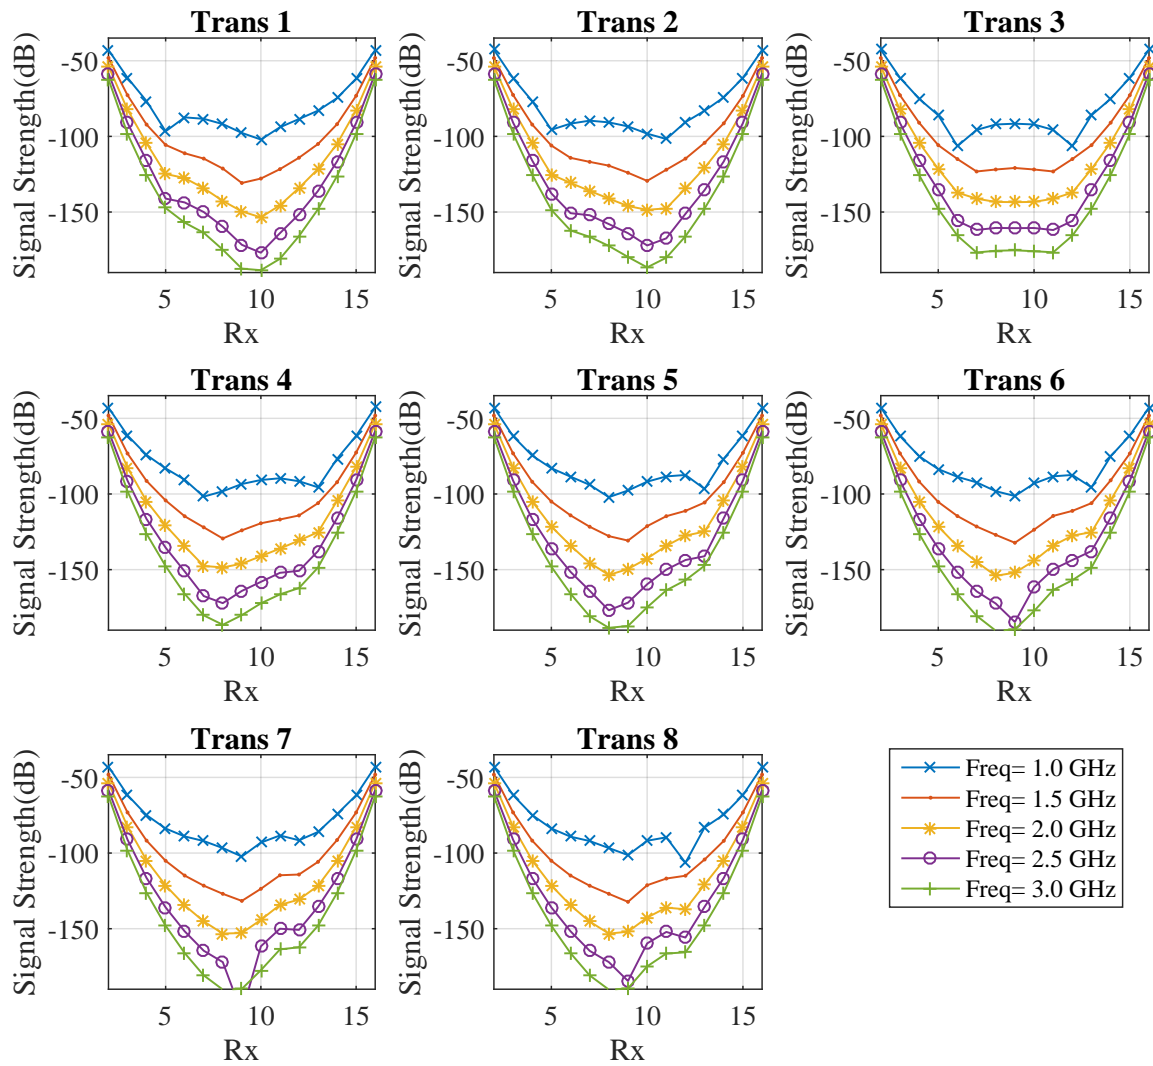 Trans 1
Signal Strength(dB)
-50
-100
-150
5 10 15
Rx
Trans 2
Signal Strength(dB)
-50
-100
-150
5 10 15
Rx
Trans 3
Signal Strength(dB)
-50
-100
-150
5 10 15
Rx
Trans 4
Signal Strength(dB)
-50
-100
-150
5 10 15
Rx
Trans 5
Signal Strength(dB)
-50
-100
-150
5 10 15
Rx
Trans 6
Signal Strength(dB)
-50
-100
-150
5 10 15
Rx
Trans 7
Signal Strength(dB)
-50
-100
-150
5 10 15
Rx
Trans 8
Signal Strength(dB)
-50
-100
-150
5 10 15
Rx
Freq= 1.0 GHz
Freq= 1.5 GHz
Freq= 2.0 GHz
Freq= 2.5 GHz
Freq= 3.0 GHz